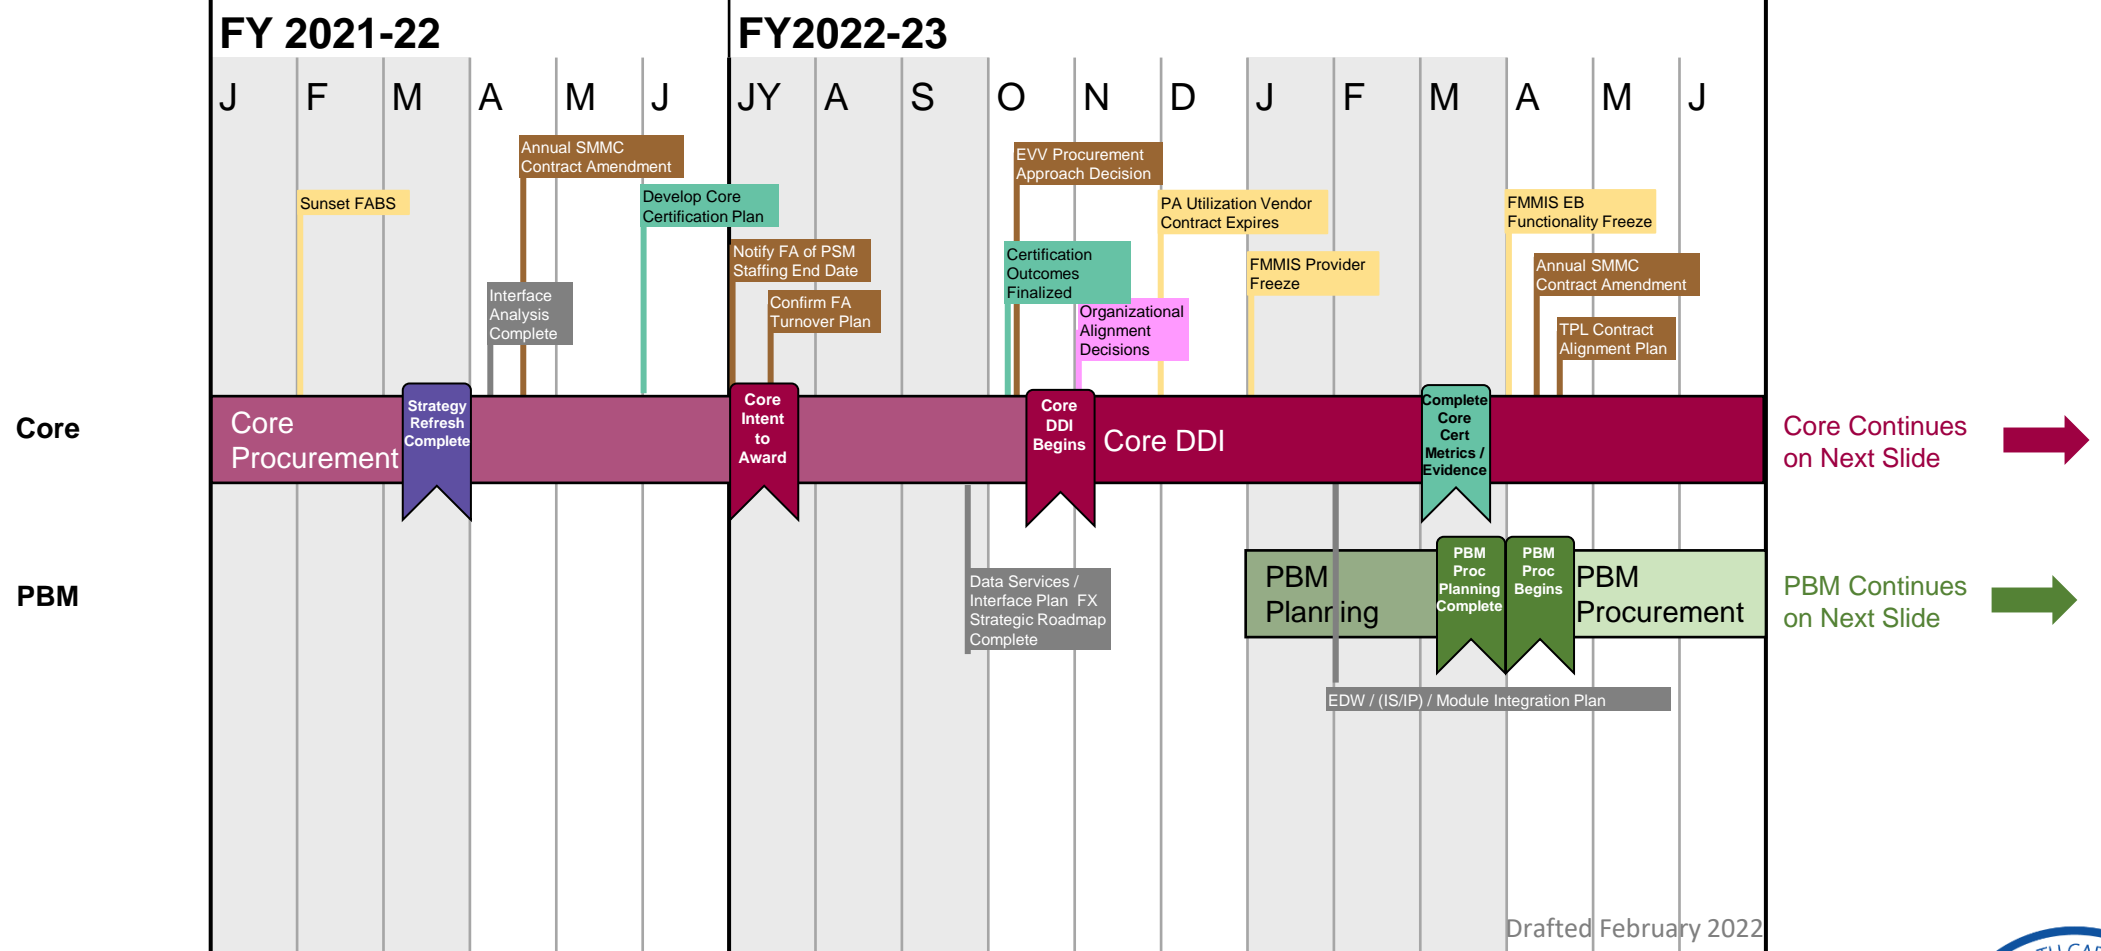 FY 2021-22
FY2022-23
J F M A M J JY A S O N D J F M A M J
Annual SMMC
Contract Amendment
EVV Procurement
Approach Decision
Sunset FABS
Develop Core
Certification Plan
PA Utilization Vendor
Contract Expires
FMMIS EB
Functionality Freeze
Notify FA of PSM
Staffing End Date
Certification
Outcomes
Finalized
FMMIS Provider
Freeze
Annual SMMC
Contract Amendment
Interface
Analysis
Complete
Confirm FA
Turnover Plan
Organizational
Alignment
Decisions
TPL Contract
Alignment Plan
Core
Core
Procurement
Strategy
Refresh
Complete
Core
Intent
to
Award
Core
DDI
Begins
Core DDI
Complete
Core
Cert
Metrics /
Evidence
Core Continues
on Next Slide
PBM
Data Services /
Interface Plan FX
Strategic Roadmap
Complete
PBM
Planning
PBM
Proc
Planning
Complete
PBM
Proc
Begins
PBM
Procurement
PBM Continues
on Next Slide
EDW / (IS/IP) / Module Integration Plan
Drafted February 2022